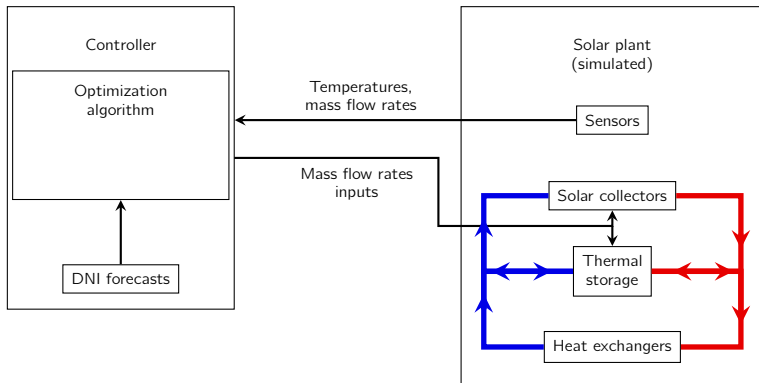 Controller
Optimization
algorithm
DNI forecasts
Temperatures,
mass flow rates
Mass flow rates
inputs
Solar plant
(simulated)
Sensors
Solar collectors
Thermal
storage
Heat exchangers